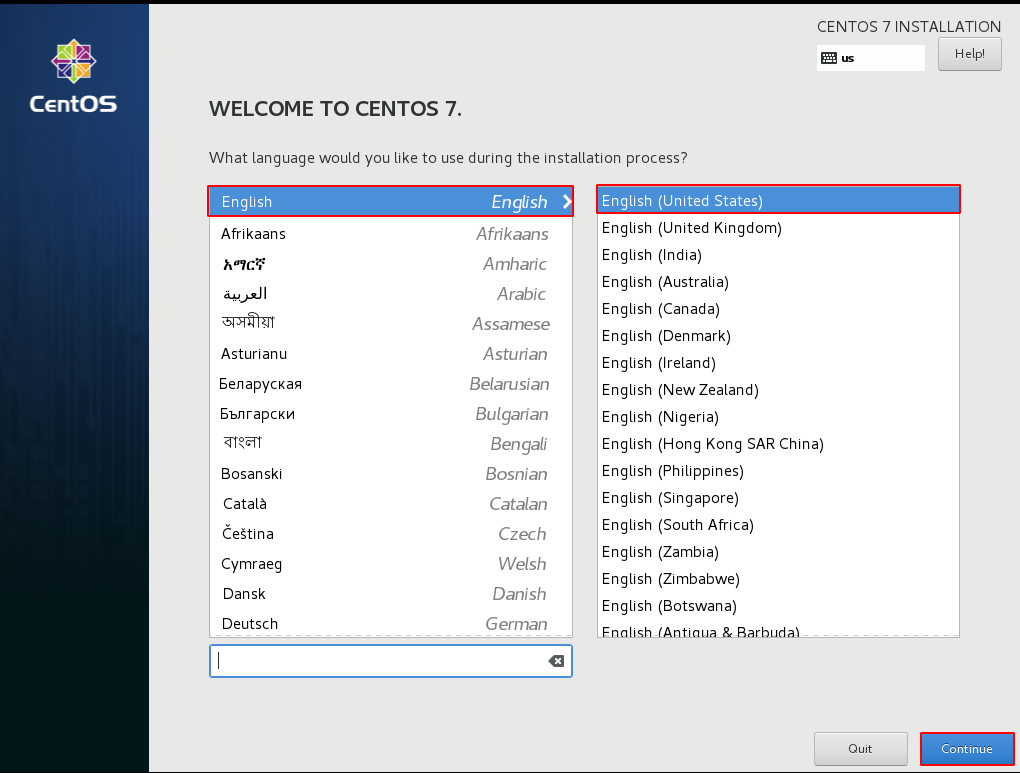 CentOS
CENTOS 7 INSTALLATION
us
Help!
WELCOME TO CENTOS 7.
What language would you like to use during the installation process?
English English
Afrikaans Afrikaans
አማርኛ Amharic
العربية Arabic
অসমীয়া Assamese
Asturianu Asturian
Беларуская Belarusian
Български Bulgarian
বাংলা Bengali
Bosanski Bosnian
Català Catalan
Čeština Czech
Cymraeg Welsh
Dansk Danish
Deutsch German
English (United States)
English (United Kingdom)
English (India)
English (Australia)
English (Canada)
English (Denmark)
English (Ireland)
English (New Zealand)
English (Nigeria)
English (Hong Kong SAR China)
English (Philippines)
English (Singapore)
English (South Africa)
English (Zambia)
English (Zimbabwe)
English (Botswana)
English (Antigua & Barbuda)
Quit
Continue